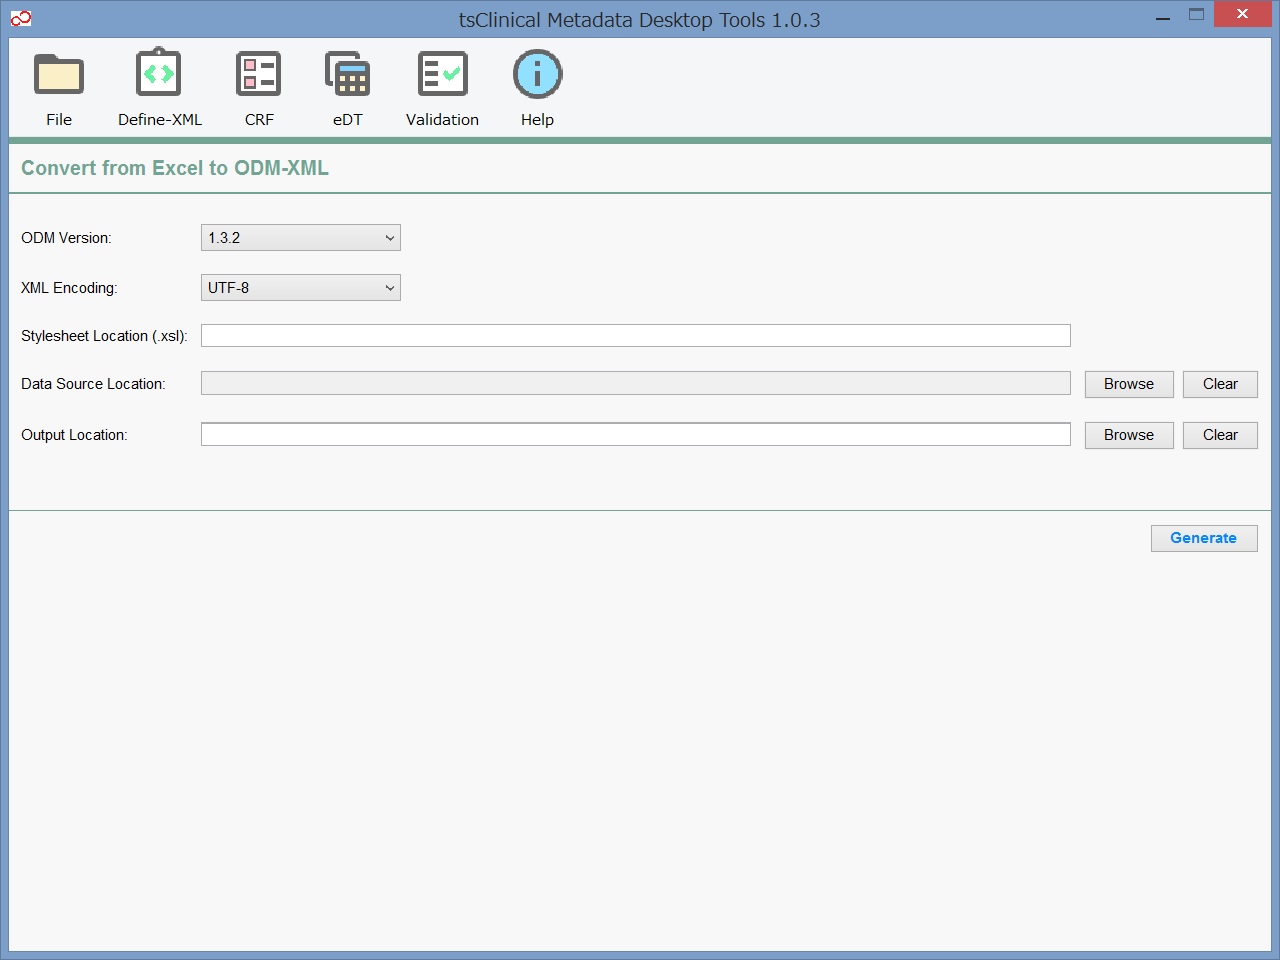 tsClinical Metadata Desktop Tools 1.0.3
File Define-XML CRF eDT Validation Help
Convert from Excel to ODM-XML
ODM Version: 1.3.2
XML Encoding: UTF-8
Stylesheet Location (.xsl):
Data Source Location: Browse Clear
Output Location: Browse Clear
Generate